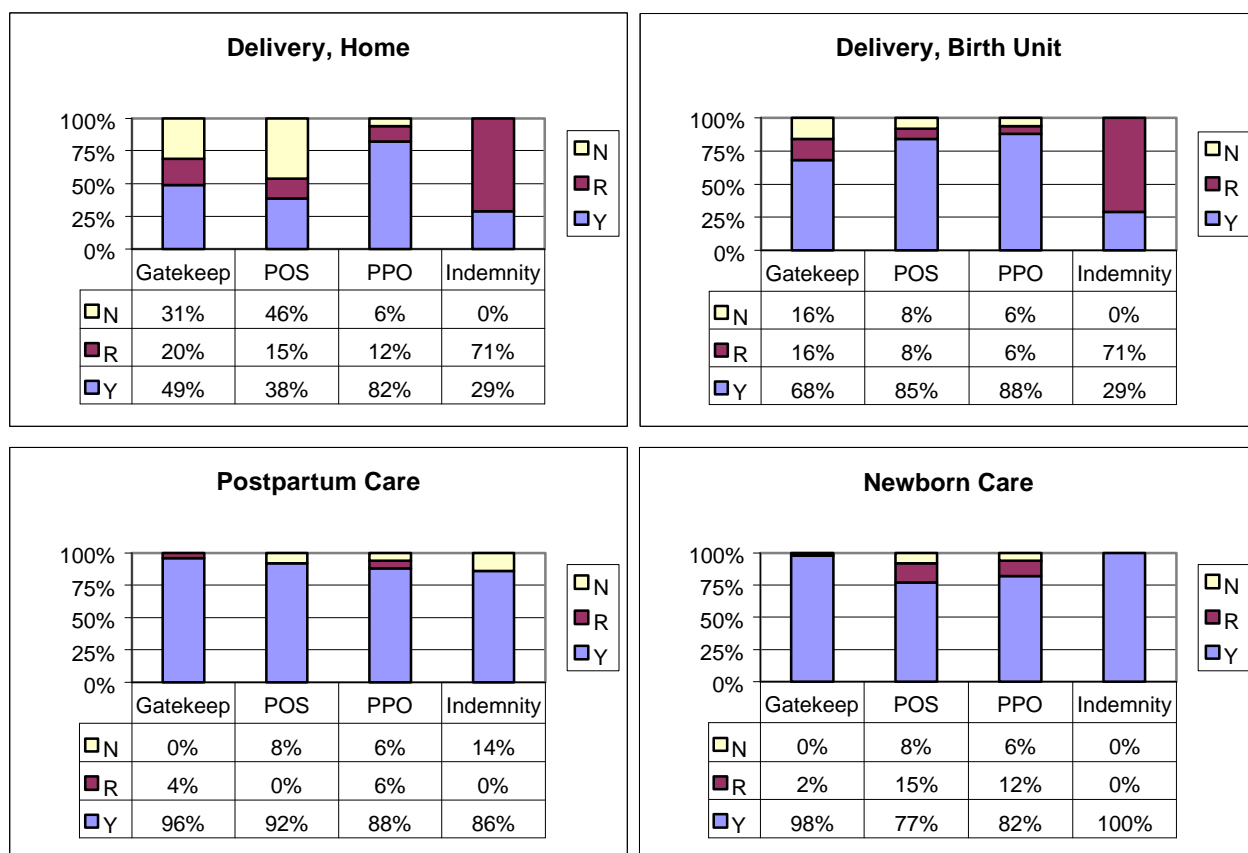 Delivery, Home
100%
75%
50%
25%
0%
N
R
Y
Gatekeep POS PPO Indemnity
N 31% 46% 6% 0%
R 20% 15% 12% 71%
Y 49% 38% 82% 29%
Delivery, Birth Unit
100%
75%
50%
25%
0%
N
R
Y
Gatekeep POS PPO Indemnity
N 16% 8% 6% 0%
R 16% 8% 6% 71%
Y 68% 85% 88% 29%
Postpartum Care
100%
75%
50%
25%
0%
N
R
Y
Gatekeep POS PPO Indemnity
N 0% 8% 6% 14%
R 4% 0% 6% 0%
Y 96% 92% 88% 86%
Newborn Care
100%
75%
50%
25%
0%
N
R
Y
Gatekeep POS PPO Indemnity
N 0% 8% 6% 0%
R 2% 15% 12% 0%
Y 98% 77% 82% 100%